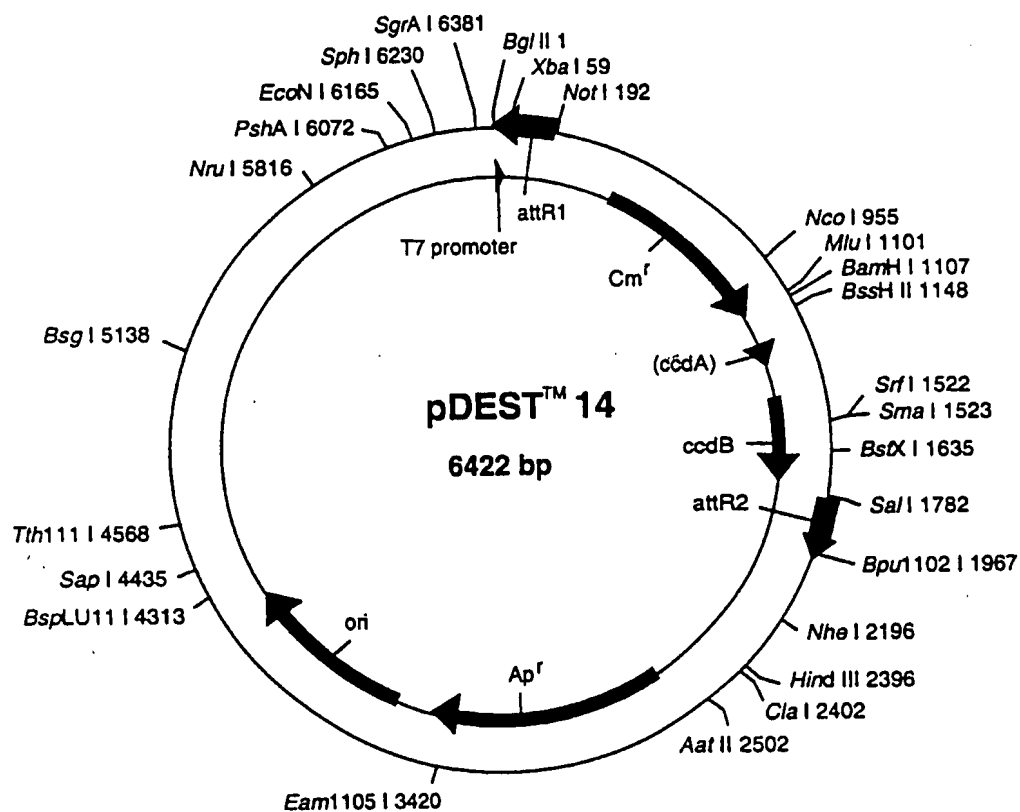 SgrA I 6381
Sph I 6230
EcoN I 6165
PshA I 6072
Nru I 5816
Bgl II 1
Xba I 59
Not I 192
attR1
T7 promoter
Cmʳ
Nco I 955
Mlu I 1101
BamH I 1107
BssH II 1148
Bsg I 5138
(ccdA)
pDEST™ 14
6422 bp
Srf I 1522
Sma I 1523
ccdB
BstX I 1635
attR2
Sal I 1782
Tth111 I 4568
Sap I 4435
BspLU11 I 4313
Bpu1102 I 1967
ori
Nhe I 2196
Apʳ
Hind III 2396
Cla I 2402
Aat II 2502
Eam1105 I 3420